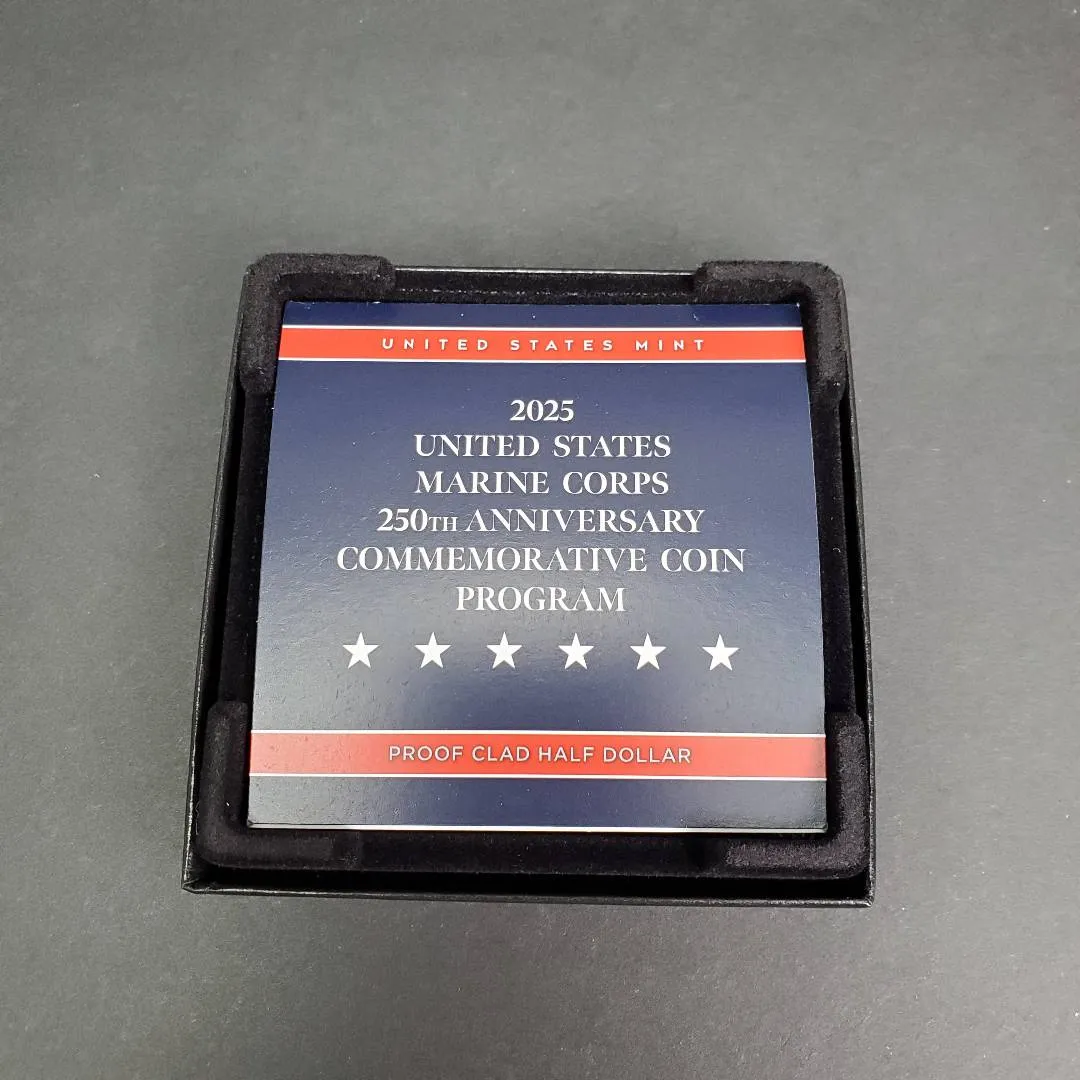 UNITED STATES MINT
2025
UNITED STATES
MARINE CORPS
250TH ANNIVERSARY
COMMEMORATIVE COIN
PROGRAM
PROOF CLAD HALF DOLLAR